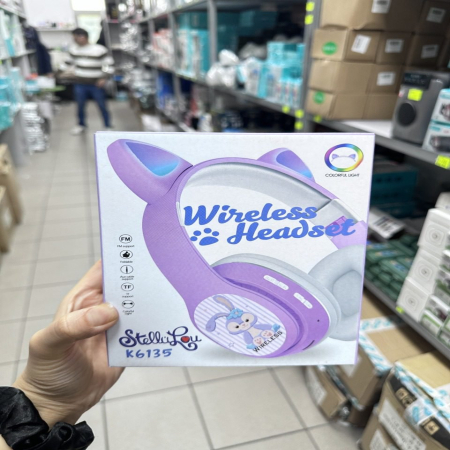 COLORFUL LIGHT
Wireless
Headset
FM
TF
StellaLou
K6135
WIRELESS